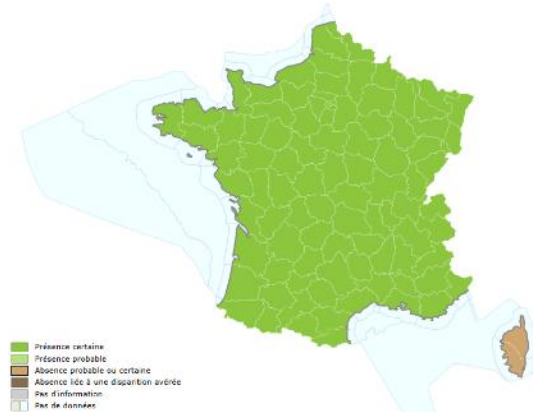 Présence certaine
Présence probable
Absence probable ou certaine
Absence liée à une disparition avérée
Pas d'information
Pas de données